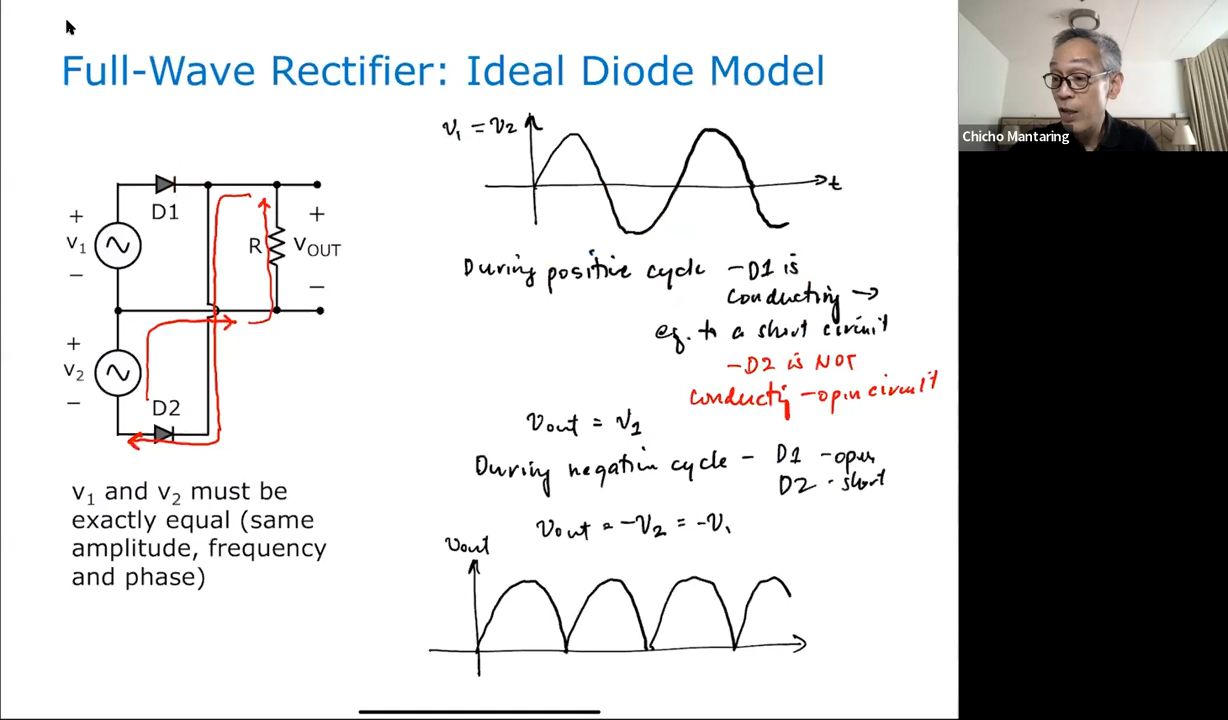 Full-Wave Rectifier: Ideal Diode Model
Chicho Mantaring
v₁ = v₂
t
D1
+
v₁
−
R
+
VOUT
−
+
v₂
−
D2
During positive cycle − D1 is
conducting →
eq. to a short circuit
− D2 is NOT
conducting − open circuit
Vout = V1
During negative cycle − D1 − open
D2 - short
Vout = −V₂ = −V₁
Vout
v₁ and v₂ must be
exactly equal (same
amplitude, frequency
and phase)